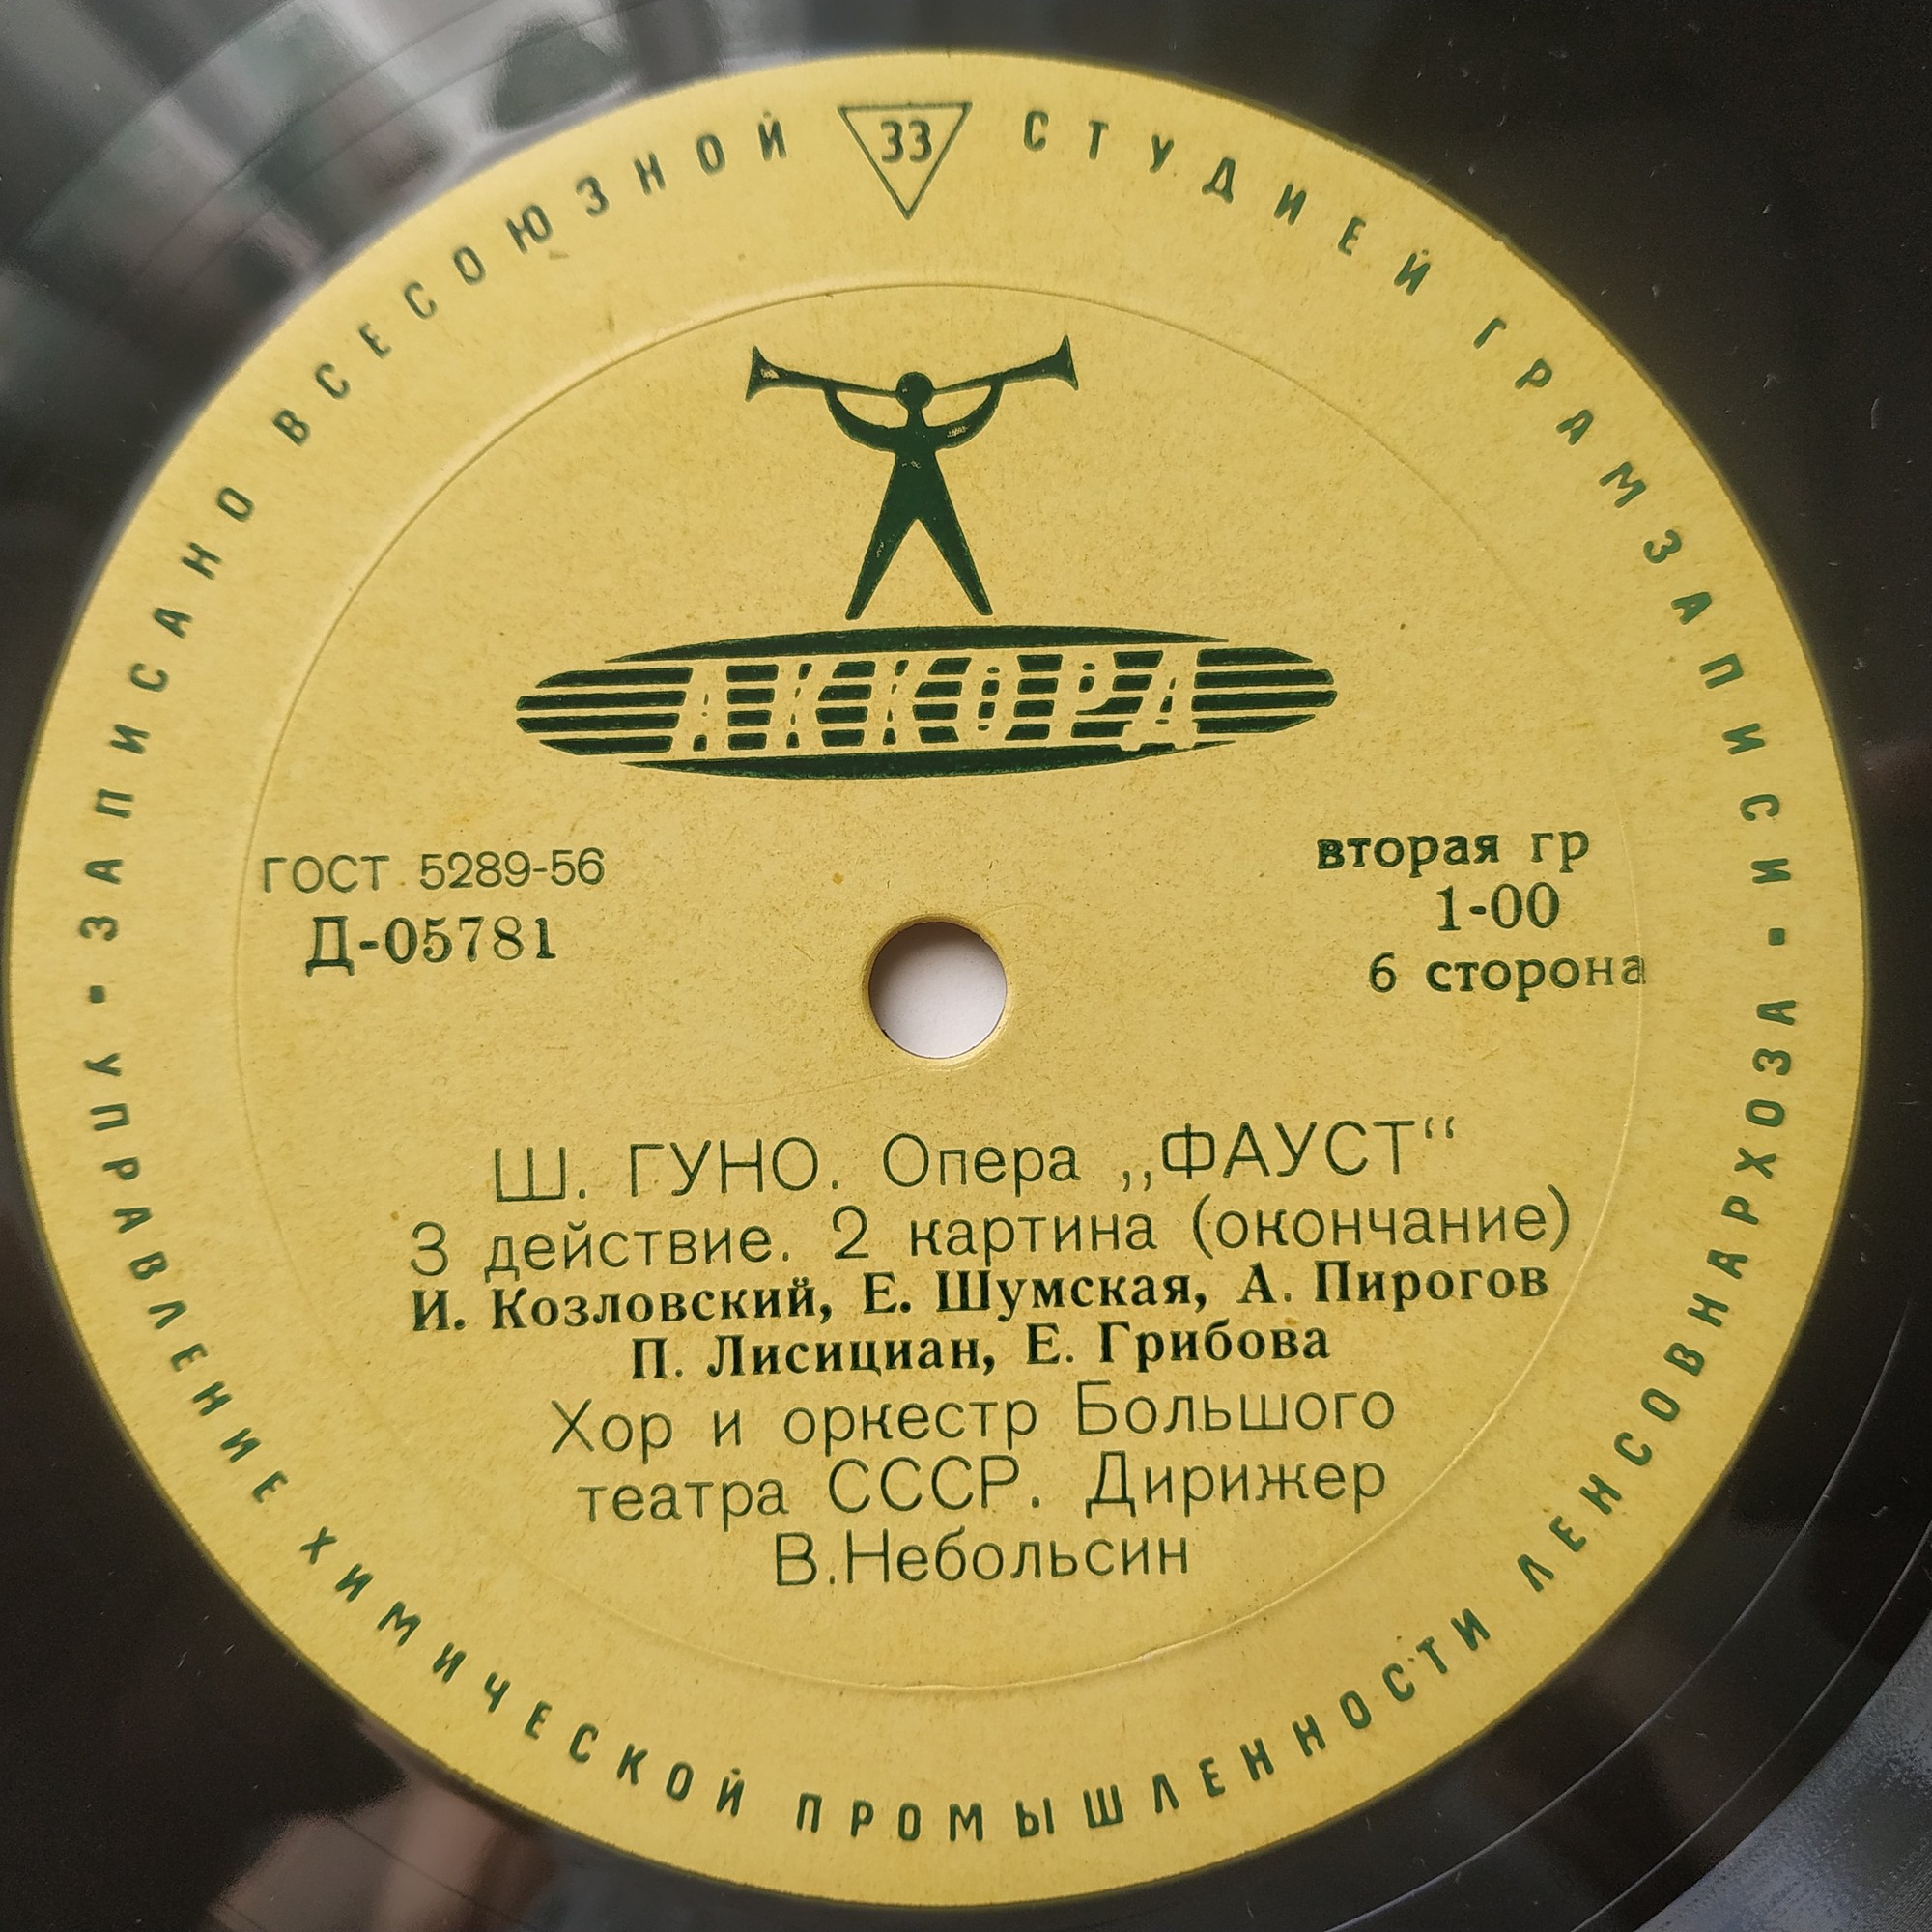 ЗАПИСАНО ВСЕСОЮЗНОЙ СТУДИЕЙ ГРАМЗАПИСИ
33
АККОРД
ГОСТ 5289-56
Д-05781
вторая гр
1-00
6 сторона
Ш. ГУНО. Опера „ФАУСТ“
3 действие. 2 картина (окончание)
И. Козловский, Е. Шумская, А. Пирогов
П. Лисициан, Е. Грибова
Хор и оркестр Большого
театра СССР. Дирижер
В.Небольсин
УПРАВЛЕНИЕ ХИМИЧЕСКОЙ ПРОМЫШЛЕННОСТИ ЛЕНСОВНАРХОЗА